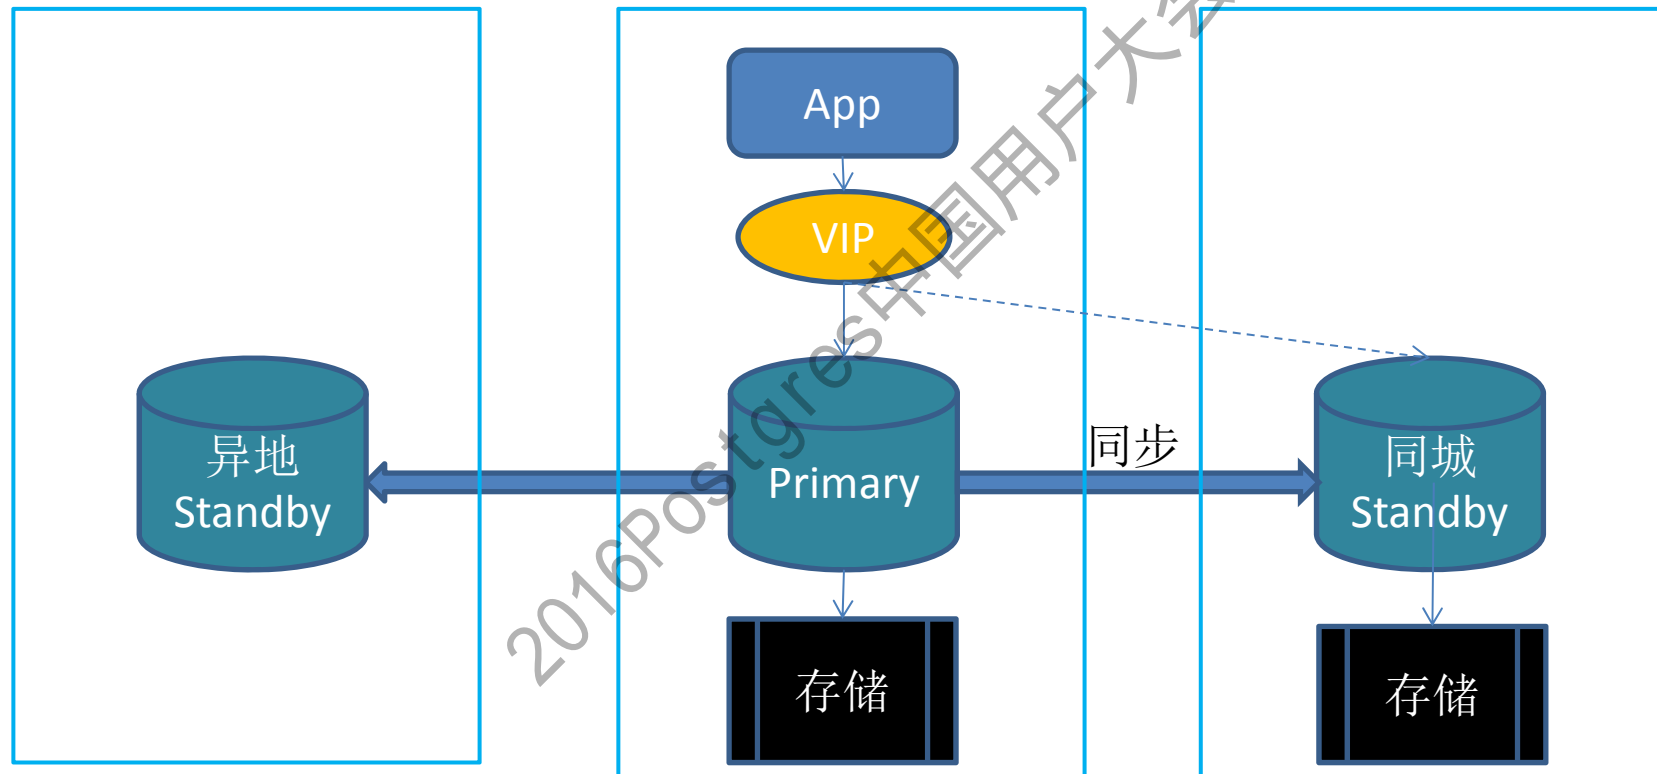 App
VIP
异地
Standby
Primary
同步
同城
Standby
存储
存储
2016Postgres中国用户大会